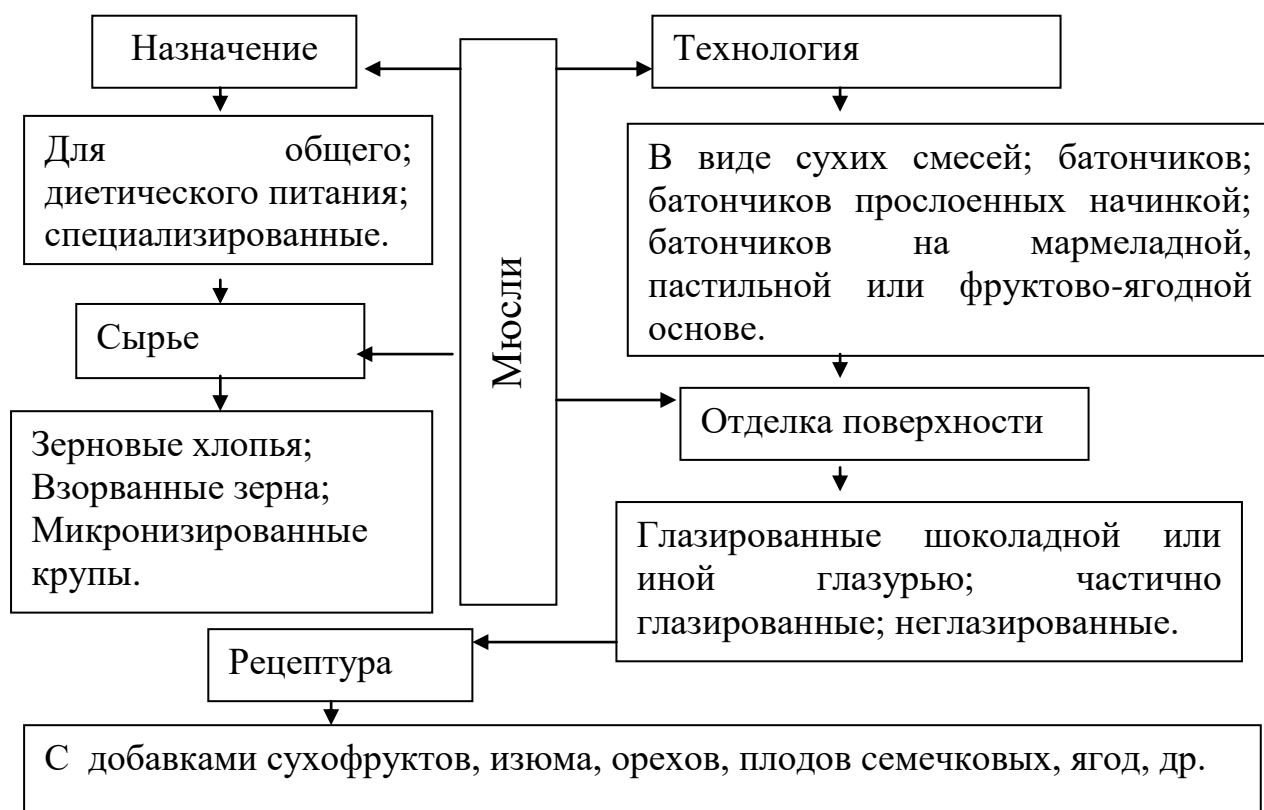 Назначение
Технология
Для общего;
диетического питания;
специализированные.
В виде сухих смесей; батончиков;
батончиков прослоенных начинкой;
батончиков на мармеладной,
пастильной или фруктово-ягодной
основе.
Мюсли
Сырье
Отделка поверхности
Зерновые хлопья;
Взорванные зерна;
Микронизированные
крупы.
Глазированные шоколадной или
иной глазурью; частично
глазированные; неглазированные.
Рецептура
С добавками сухофруктов, изюма, орехов, плодов семечковых, ягод, др.